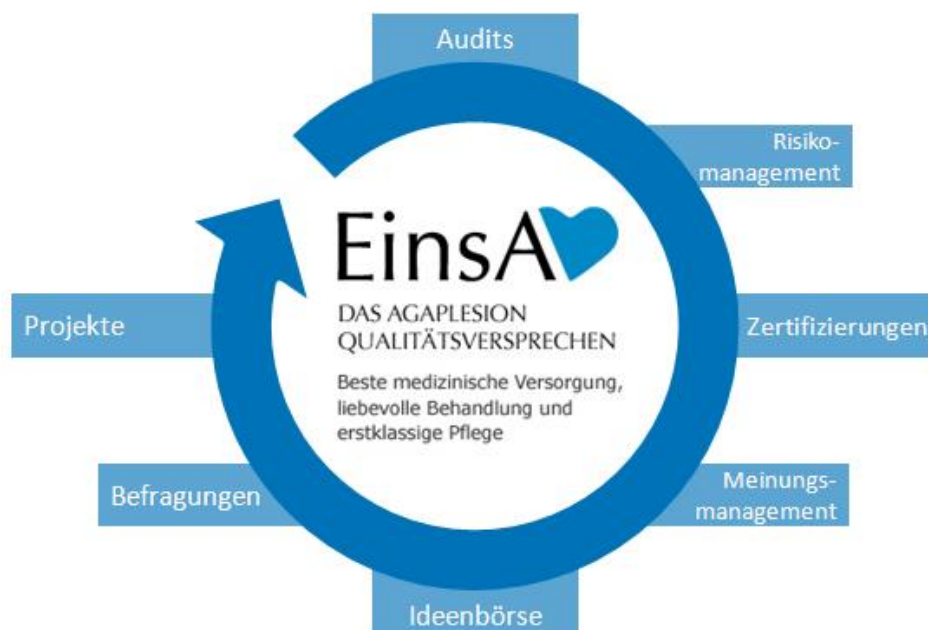 Audits
Risiko-
management
EinsA
DAS AGAPLESION
QUALITÄTSVERSPRECHEN
Beste medizinische Versorgung,
liebevolle Behandlung und
erstklassige Pflege
Projekte
Zertifizierungen
Befragungen
Meinungs-
management
Ideenbörse